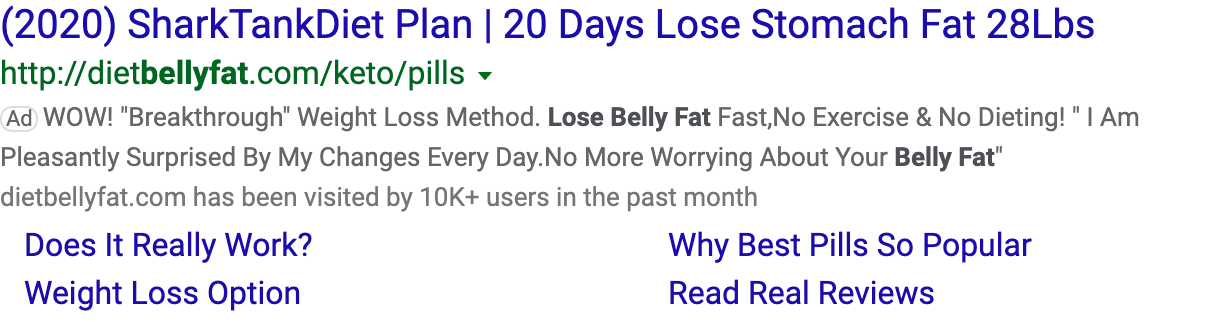 (2020) SharkTankDiet Plan | 20 Days Lose Stomach Fat 28Lbs
http://dietbellyfat.com/keto/pills
Ad WOW! "Breakthrough" Weight Loss Method. Lose Belly Fat Fast,No Exercise & No Dieting! " I Am
Pleasantly Surprised By My Changes Every Day.No More Worrying About Your Belly Fat"
dietbellyfat.com has been visited by 10K+ users in the past month
Does It Really Work?
Why Best Pills So Popular
Weight Loss Option
Read Real Reviews